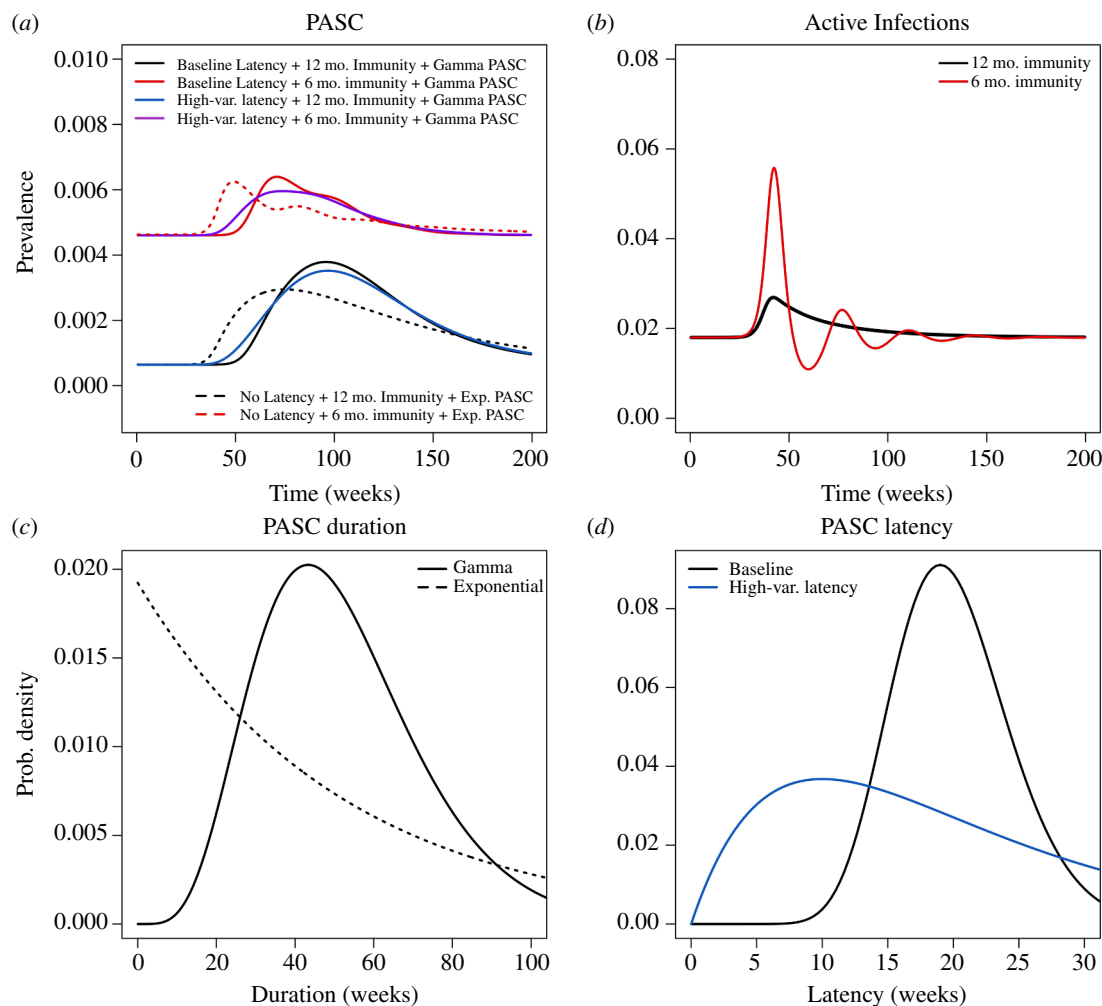 (a)
PASC
0.010
Baseline Latency + 12 mo. Immunity + Gamma PASC
Baseline Latency + 6 mo. immunity + Gamma PASC
High-var. latency + 12 mo. Immunity + Gamma PASC
High-var. latency + 6 mo. Immunity + Gamma PASC
0.008
0.006
0.004
0.002
0.000
Prevalence
No Latency + 12 mo. Immunity + Exp. PASC
No Latency + 6 mo. immunity + Exp. PASC
0 50 100 150 200
Time (weeks)
(b)
Active Infections
12 mo. immunity
6 mo. immunity
0.08
0.06
0.04
0.02
0.00
0 50 100 150 200
Time (weeks)
(c)
PASC duration
Gamma
Exponential
0.020
0.015
0.010
0.005
0.000
Prob. density
0 20 40 60 80 100
Duration (weeks)
(d)
PASC latency
Baseline
High-var. latency
0.08
0.06
0.04
0.02
0.00
0 5 10 15 20 25 30
Latency (weeks)